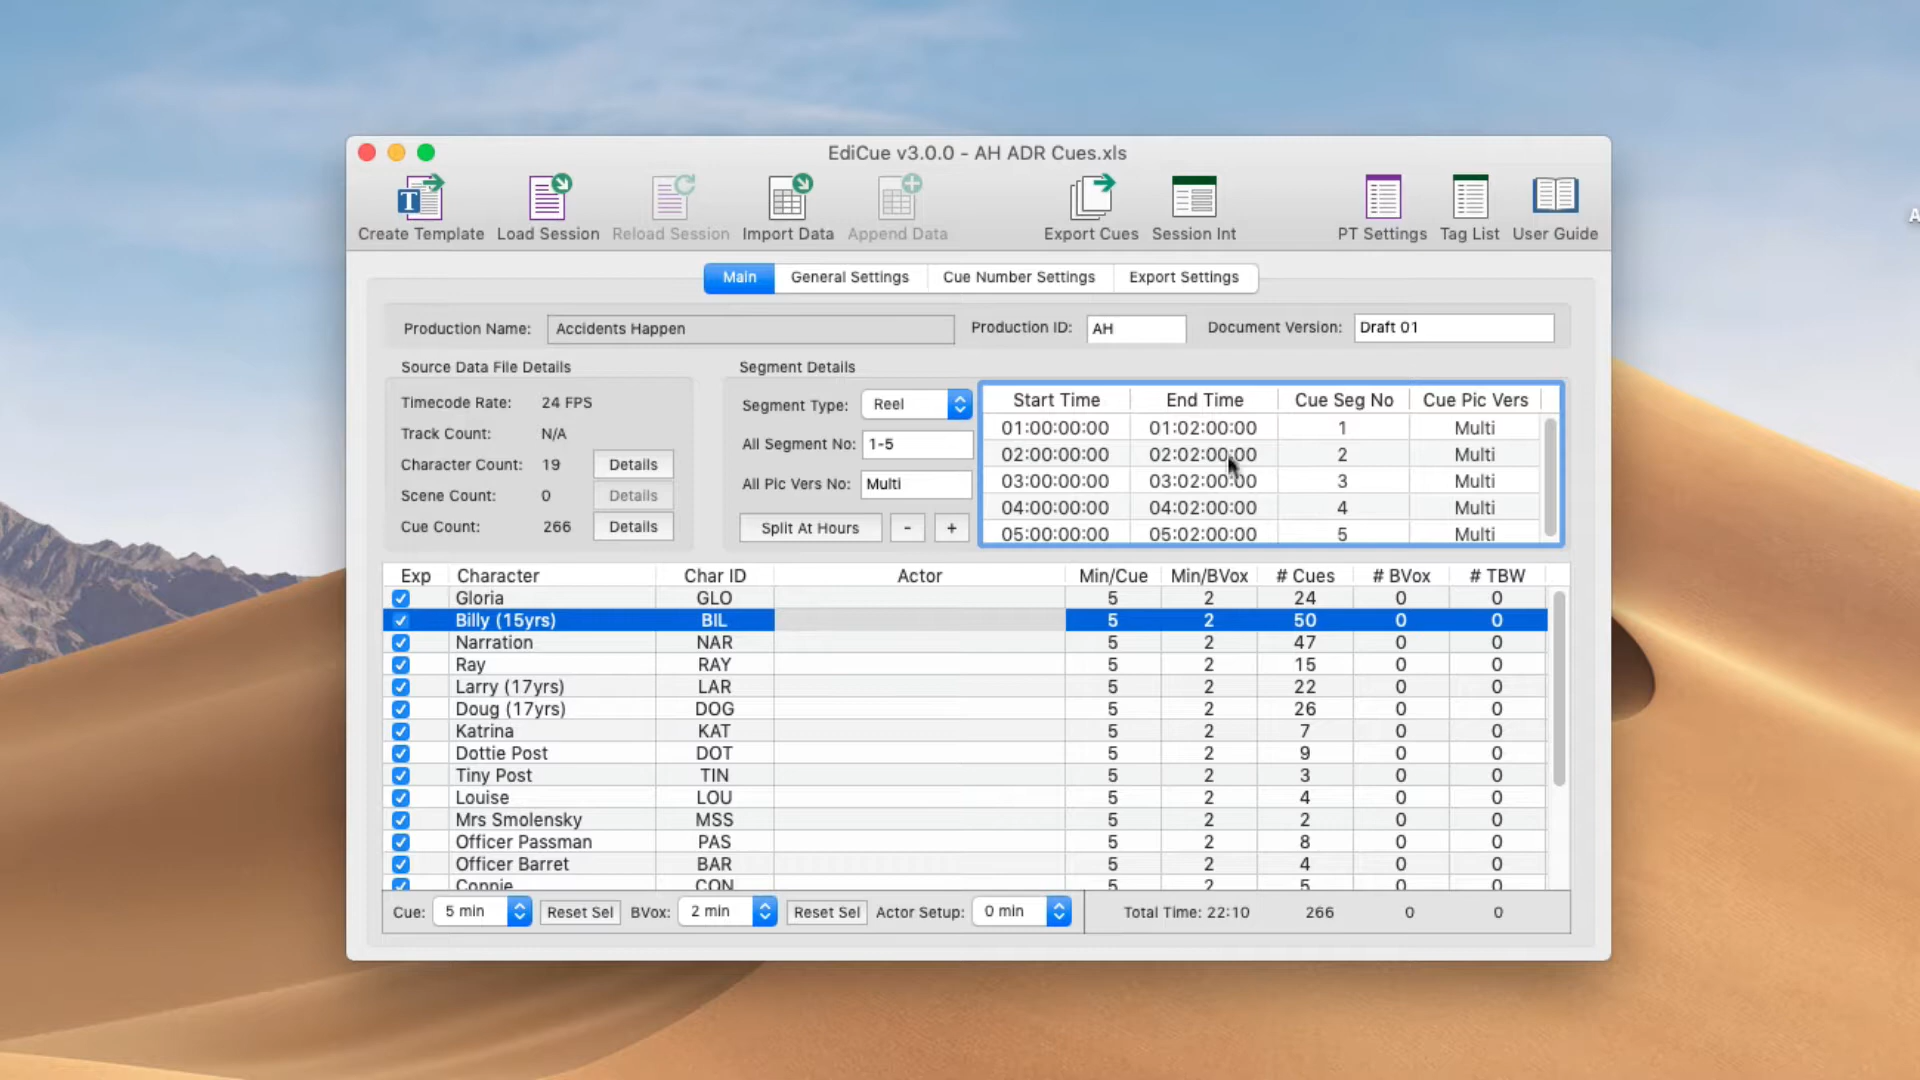 EdiCue v3.0.0 - AH ADR Cues.xls
Create Template Load Session Reload Session Import Data Append Data Export Cues Session Int PT Settings Tag List User Guide
Main General Settings Cue Number Settings Export Settings
Production Name: Accidents Happen Production ID: AH Document Version: Draft 01
Source Data File Details
Timecode Rate: 24 FPS
Track Count: N/A
Character Count: 19 Details
Scene Count: 0 Details
Cue Count: 266 Details
Segment Details
Segment Type: Reel
All Segment No: 1-5
All Pic Vers No: Multi
Split At Hours - +
Start Time End Time Cue Seg No Cue Pic Vers
01:00:00:00 01:02:00:00 1 Multi
02:00:00:00 02:02:00:00 2 Multi
03:00:00:00 03:02:00:00 3 Multi
04:00:00:00 04:02:00:00 4 Multi
05:00:00:00 05:02:00:00 5 Multi
Exp Character Char ID Actor Min/Cue Min/BVox # Cues # BVox # TBW
Gloria GLO 5 2 24 0 0
Billy (15yrs) BIL 5 2 50 0 0
Narration NAR 5 2 47 0 0
Ray RAY 5 2 15 0 0
Larry (17yrs) LAR 5 2 22 0 0
Doug (17yrs) DOG 5 2 26 0 0
Katrina KAT 5 2 7 0 0
Dottie Post DOT 5 2 9 0 0
Tiny Post TIN 5 2 3 0 0
Louise LOU 5 2 4 0 0
Mrs Smolensky MSS 5 2 2 0 0
Officer Passman PAS 5 2 8 0 0
Officer Barret BAR 5 2 4 0 0
Connie CON 5 2 5 0 0
Cue: 5 min Reset Sel BVox: 2 min Reset Sel Actor Setup: 0 min Total Time: 22:10 266 0 0